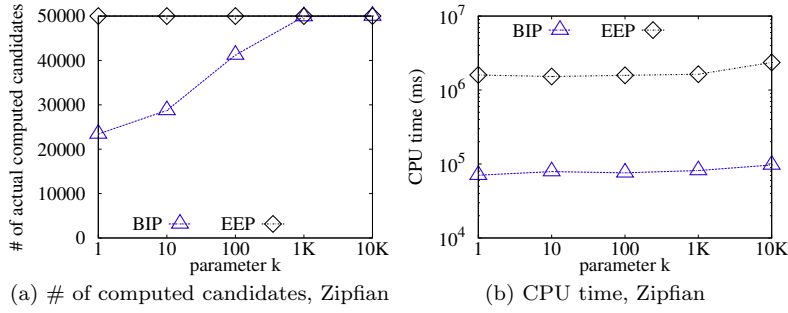 # of actual computed candidates
50000
40000
30000
20000
10000
0
BIP
EEP
1
10
100
1K
10K
parameter k
(a) # of computed candidates, Zipfian
CPU time (ms)
10^7
10^6
10^5
10^4
BIP
EEP
1
10
100
1K
10K
parameter k
(b) CPU time, Zipfian